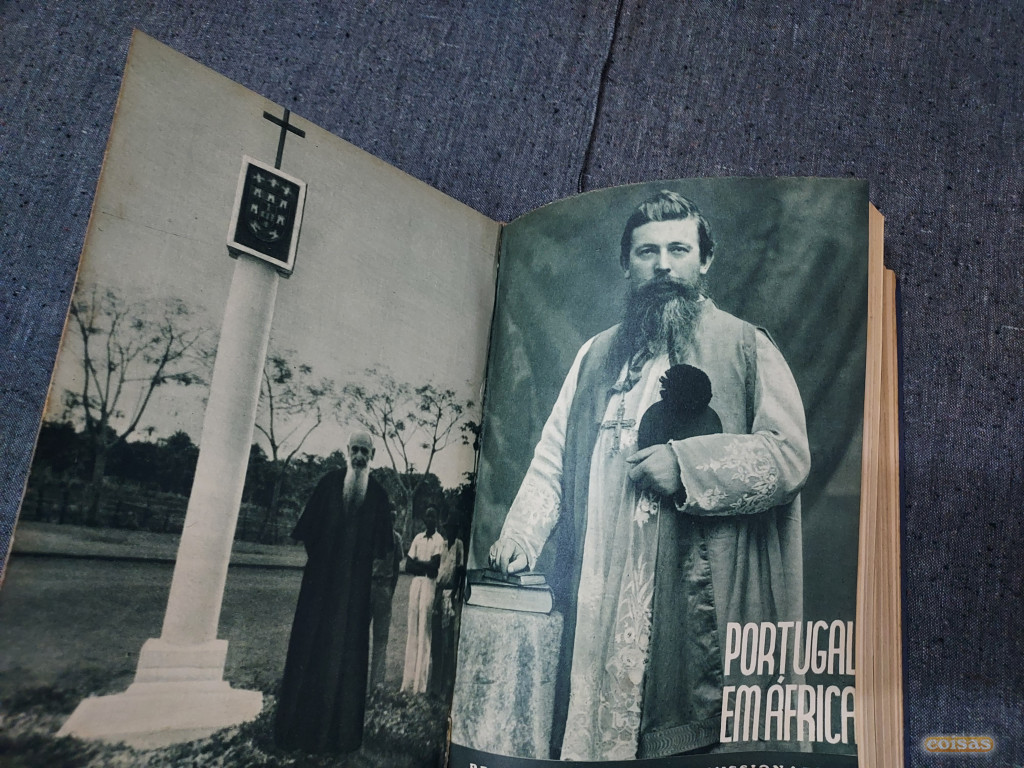 PORTUGAL
EM ÁFRICA
coisas